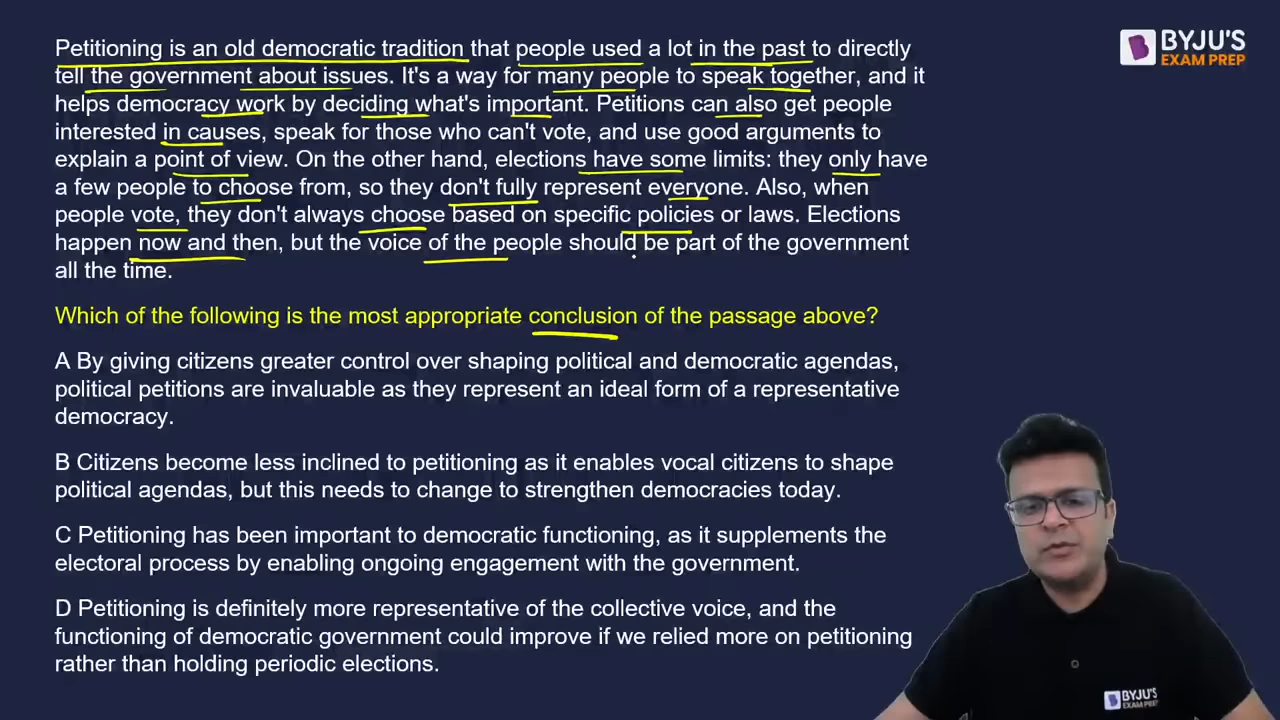 Petitioning is an old democratic tradition that people used a lot in the past to directly
tell the government about issues. It's a way for many people to speak together, and it
helps democracy work by deciding what's important. Petitions can also get people
interested in causes, speak for those who can't vote, and use good arguments to
explain a point of view. On the other hand, elections have some limits: they only have
a few people to choose from, so they don't fully represent everyone. Also, when
people vote, they don't always choose based on specific policies or laws. Elections
happen now and then, but the voice of the people should be part of the government
all the time.
Which of the following is the most appropriate conclusion of the passage above?
A By giving citizens greater control over shaping political and democratic agendas,
political petitions are invaluable as they represent an ideal form of a representative
democracy.
B Citizens become less inclined to petitioning as it enables vocal citizens to shape
political agendas, but this needs to change to strengthen democracies today.
C Petitioning has been important to democratic functioning, as it supplements the
electoral process by enabling ongoing engagement with the government.
D Petitioning is definitely more representative of the collective voice, and the
functioning of democratic government could improve if we relied more on petitioning
rather than holding periodic elections.
BYJU'S
EXAM PREP
BYJU'S
EXAM PREP